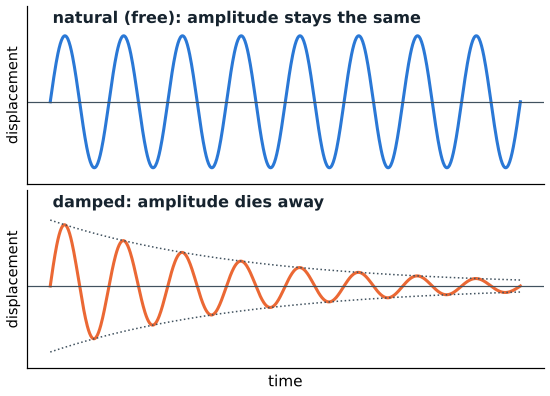 natural (free): amplitude stays the same
displacement
damped: amplitude dies away
displacement
time